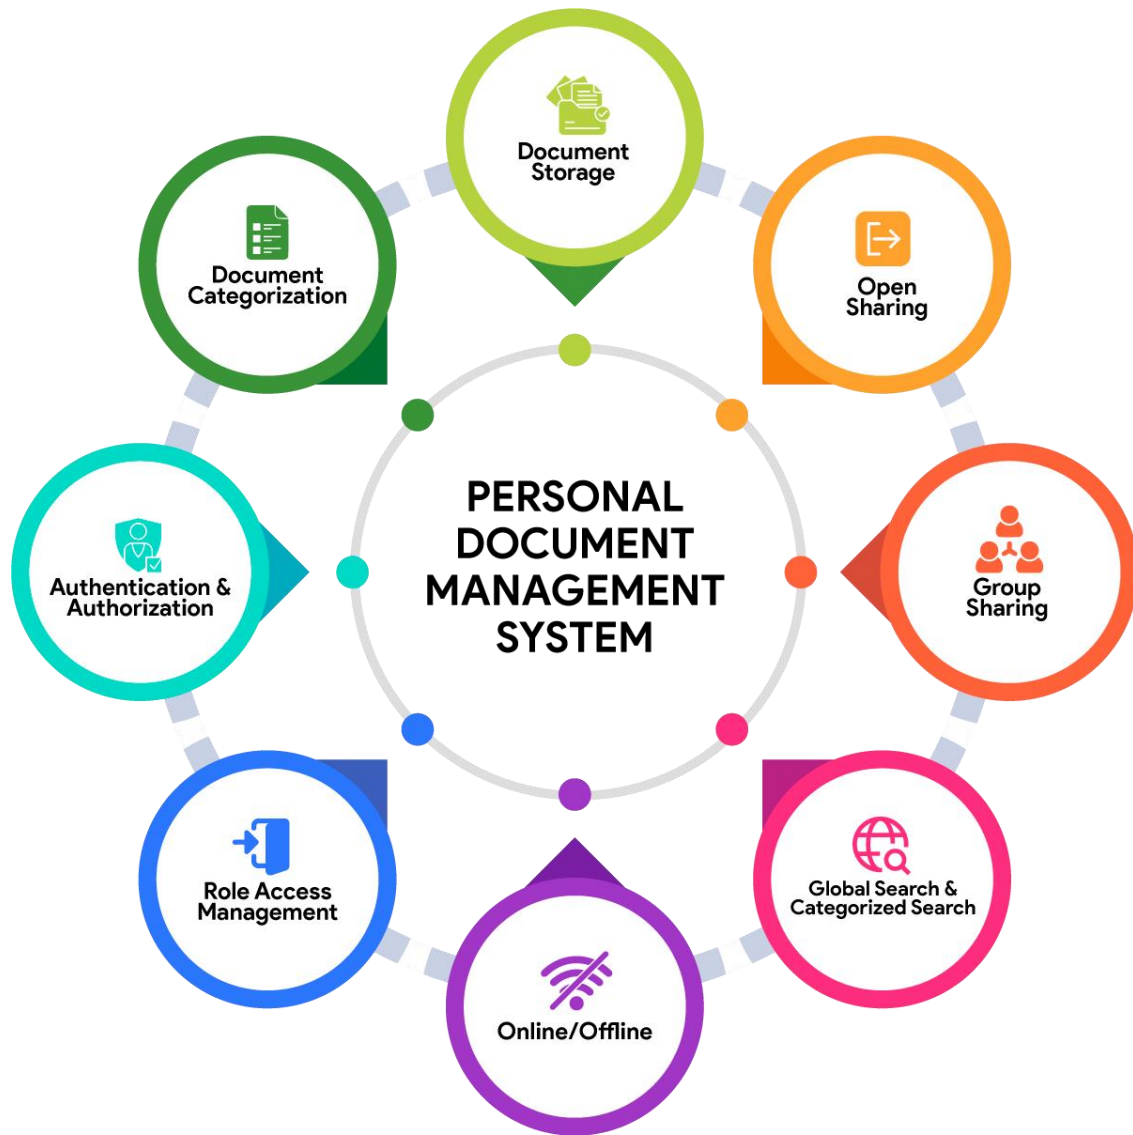 Document
Storage
Open
Sharing
Group
Sharing
Global Search &
Categorized Search
Online/Offline
Role Access
Management
Authentication &
Authorization
Document
Categorization
PERSONAL
DOCUMENT
MANAGEMENT
SYSTEM